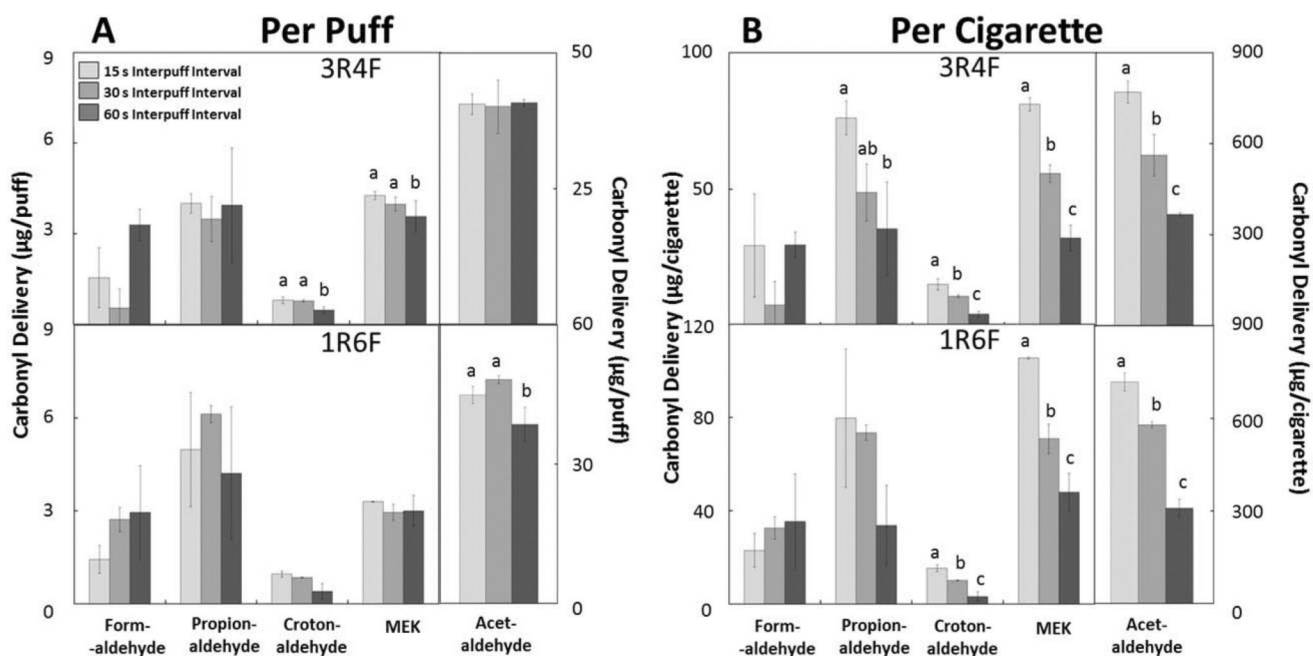 A Per Puff
9
6
3
Carbonyl Delivery (µg/puff)
15 s Interpuff Interval
30 s Interpuff Interval
60 s Interpuff Interval
3R4F
a a b
a a b
50
25
Carbonyl Delivery (µg/puff)
9
6
3
0
1R6F
a a b
60
30
0
Form-
-aldehyde
Propion-
aldehyde
Croton-
-aldehyde
MEK
Acet-
aldehyde
B Per Cigarette
100
50
Carbonyl Delivery (µg/cigarette)
3R4F
a ab b
a b c
a b c
a b c
900
600
300
Carbonyl Delivery (µg/cigarette)
120
80
40
0
1R6F
a b c
a b c
a b c
900
600
300
0
Form-
-aldehyde
Propion-
aldehyde
Croton-
-aldehyde
MEK
Acet-
aldehyde